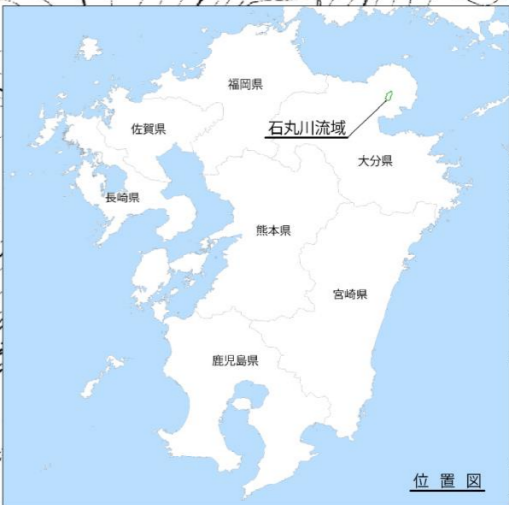 福岡県
佐賀県
石丸川流域
大分県
長崎県
熊本県
宮崎県
鹿児島県
位置図